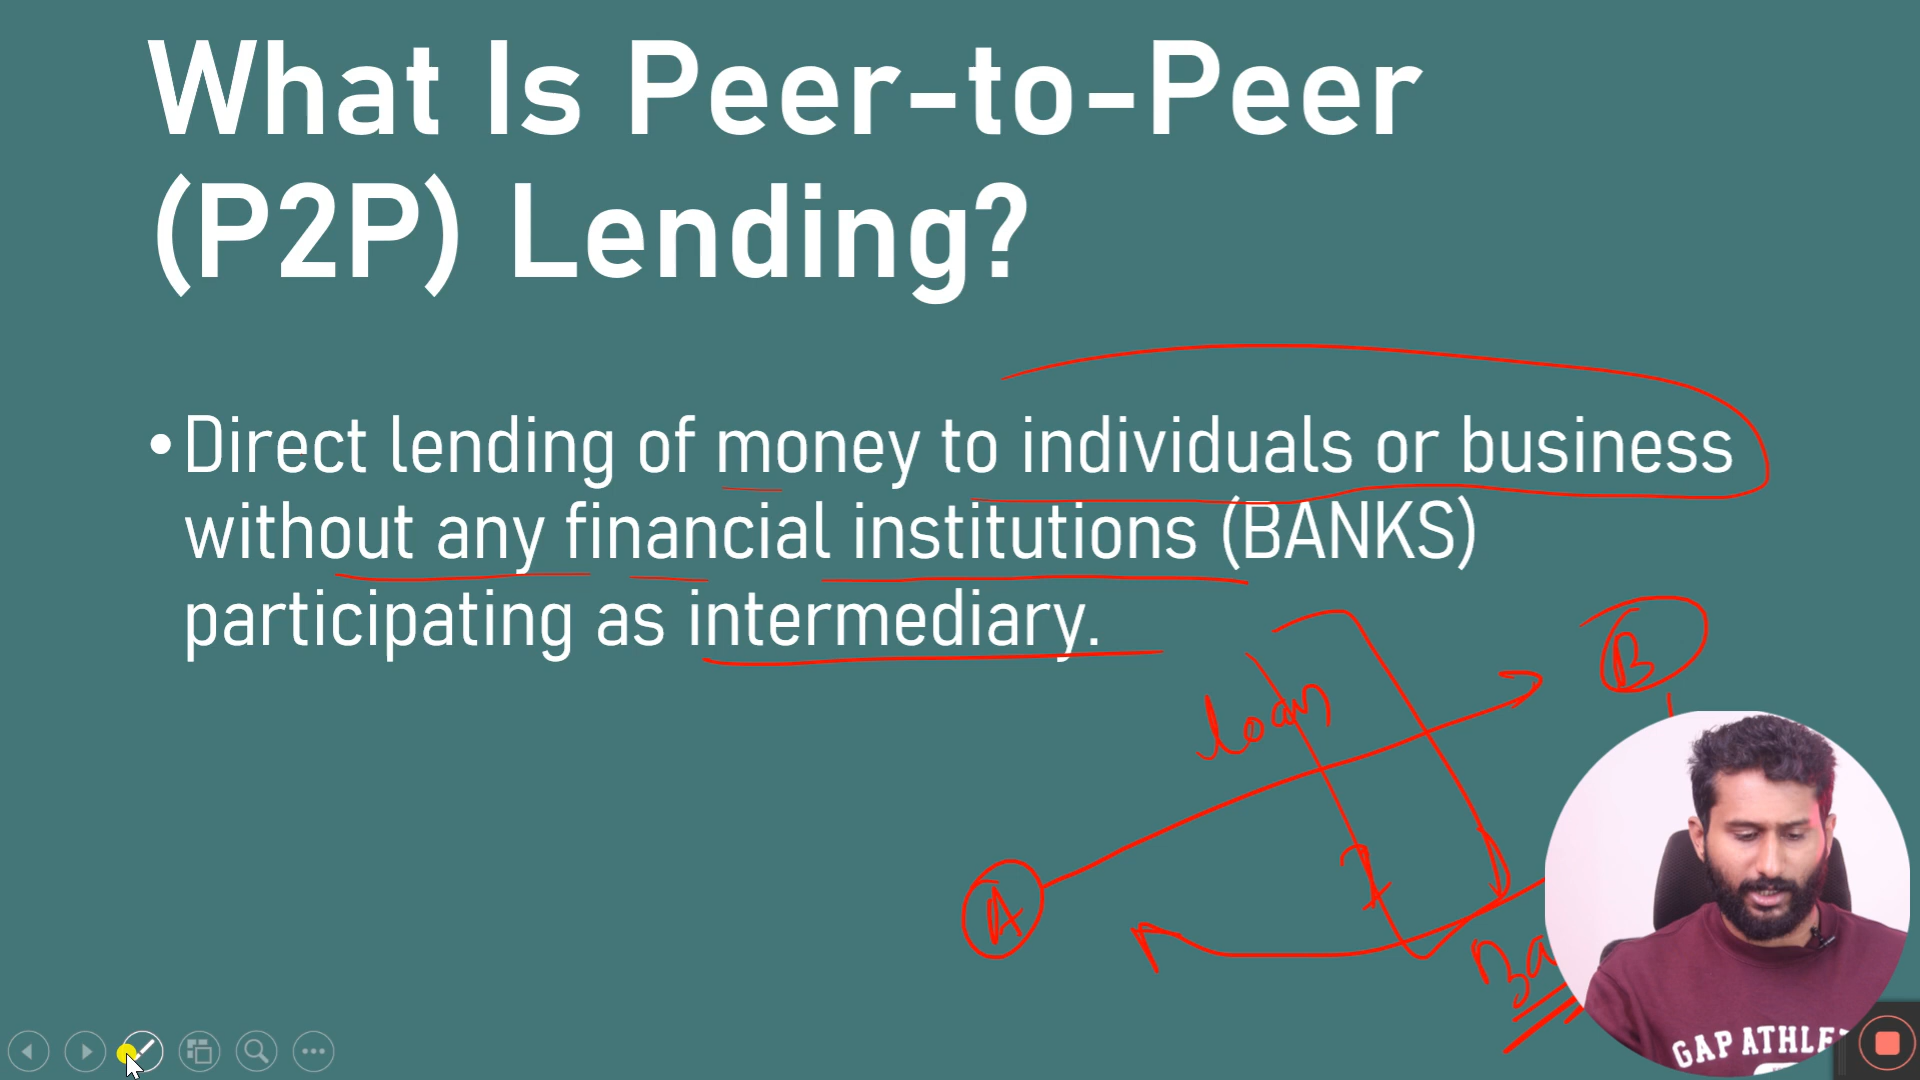 What Is Peer-to-Peer
(P2P) Lending?
•Direct lending of money to individuals or business
without any financial institutions (BANKS)
participating as intermediary.
B
loan
A
Ba
GAP ATHLE